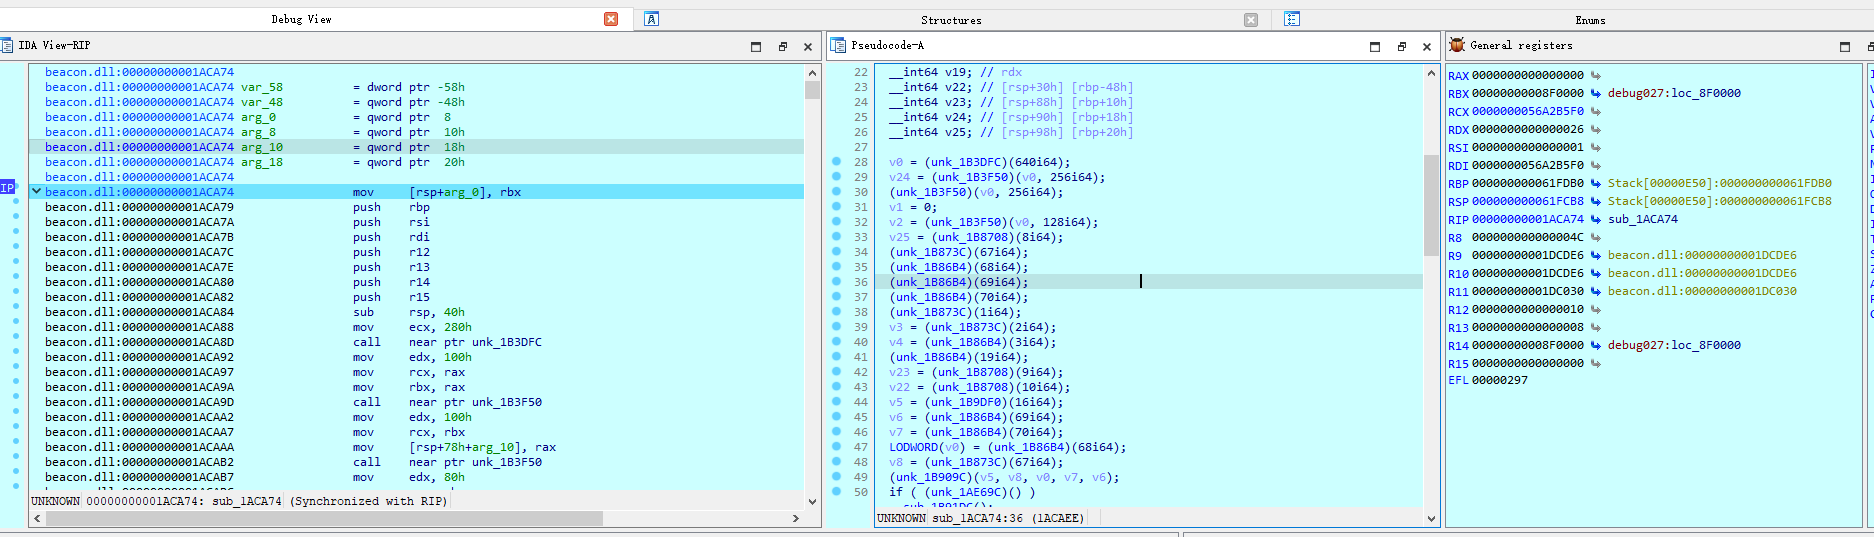 Debug View
Structures
Enums
IDA View-RIP
beacon.dll:00000000001ACA74
beacon.dll:00000000001ACA74 var_58 = dword ptr -58h
beacon.dll:00000000001ACA74 var_48 = qword ptr -48h
beacon.dll:00000000001ACA74 arg_0 = qword ptr 8
beacon.dll:00000000001ACA74 arg_8 = qword ptr 10h
beacon.dll:00000000001ACA74 arg_10 = qword ptr 18h
beacon.dll:00000000001ACA74 arg_18 = qword ptr 20h
beacon.dll:00000000001ACA74
IP beacon.dll:00000000001ACA74 mov [rsp+arg_0], rbx
beacon.dll:00000000001ACA79 push rbp
beacon.dll:00000000001ACA7A push rsi
beacon.dll:00000000001ACA7B push rdi
beacon.dll:00000000001ACA7C push r12
beacon.dll:00000000001ACA7E push r13
beacon.dll:00000000001ACA80 push r14
beacon.dll:00000000001ACA82 push r15
beacon.dll:00000000001ACA84 sub rsp, 40h
beacon.dll:00000000001ACA88 mov ecx, 280h
beacon.dll:00000000001ACA8D call near ptr unk_1B3DFC
beacon.dll:00000000001ACA92 mov edx, 100h
beacon.dll:00000000001ACA97 mov rcx, rax
beacon.dll:00000000001ACA9A mov rbx, rax
beacon.dll:00000000001ACA9D call near ptr unk_1B3F50
beacon.dll:00000000001ACAA2 mov edx, 100h
beacon.dll:00000000001ACAA7 mov rcx, rbx
beacon.dll:00000000001ACAAA mov [rsp+78h+arg_10], rax
beacon.dll:00000000001ACAB2 call near ptr unk_1B3F50
beacon.dll:00000000001ACAB7 mov edx, 80h
UNKNOWN 00000000001ACA74: sub_1ACA74 (Synchronized with RIP)
Pseudocode-A
22 __int64 v19; // rdx
23 __int64 v22; // [rsp+30h] [rbp-48h]
24 __int64 v23; // [rsp+88h] [rbp+10h]
25 __int64 v24; // [rsp+90h] [rbp+18h]
26 __int64 v25; // [rsp+98h] [rbp+20h]
27
28 v0 = (unk_1B3DFC)(640i64);
29 v24 = (unk_1B3F50)(v0, 256i64);
30 (unk_1B3F50)(v0, 256i64);
31 v1 = 0;
32 v2 = (unk_1B3F50)(v0, 128i64);
33 v25 = (unk_1B8708)(8i64);
34 (unk_1B873C)(67i64);
35 (unk_1B86B4)(68i64);
36 (unk_1B86B4)(69i64);
37 (unk_1B86B4)(70i64);
38 (unk_1B873C)(1i64);
39 v3 = (unk_1B873C)(2i64);
40 v4 = (unk_1B86B4)(3i64);
41 (unk_1B86B4)(19i64);
42 v23 = (unk_1B8708)(9i64);
43 v22 = (unk_1B8708)(10i64);
44 v5 = (unk_1B9DF0)(16i64);
45 v6 = (unk_1B86B4)(69i64);
46 v7 = (unk_1B86B4)(70i64);
47 LODWORD(v0) = (unk_1B86B4)(68i64);
48 v8 = (unk_1B873C)(67i64);
49 (unk_1B909C)(v5, v8, v0, v7, v6);
50 if ( (unk_1AE69C)() )
UNKNOWN sub_1ACA74:36 (1ACAEE)
General registers
RAX 0000000000000000
RBX 00000000008F0000 debug027:loc_8F0000
RCX 0000000056A2B5F0
RDX 0000000000000026
RSI 0000000000000001
RDI 0000000056A2B5F0
RBP 000000000061FDB0 Stack[00000E50]:000000000061FDB0
RSP 000000000061FCB8 Stack[00000E50]:000000000061FCB8
RIP 00000000001ACA74 sub_1ACA74
R8 000000000000004C
R9 00000000001DCDE6 beacon.dll:00000000001DCDE6
R10 00000000001DCDE6 beacon.dll:00000000001DCDE6
R11 00000000001DC030 beacon.dll:00000000001DC030
R12 0000000000000010
R13 0000000000000008
R14 00000000008F0000 debug027:loc_8F0000
R15 0000000000000000
EFL 00000297